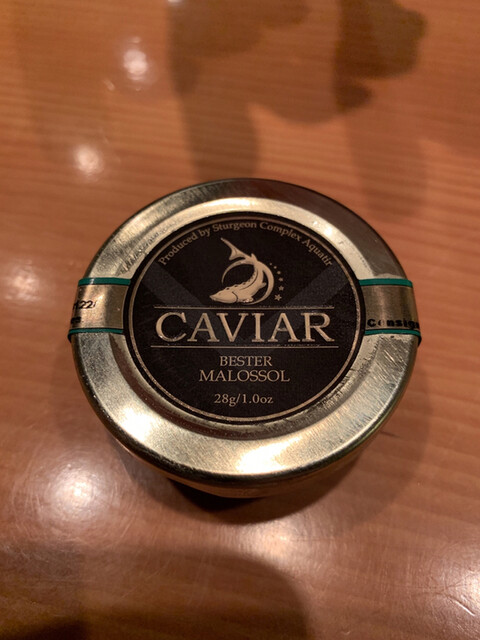 Produced by Sturgeon Complex Aquatir
CAVIAR
BESTER
MALOSSOL
28g/1.0oz